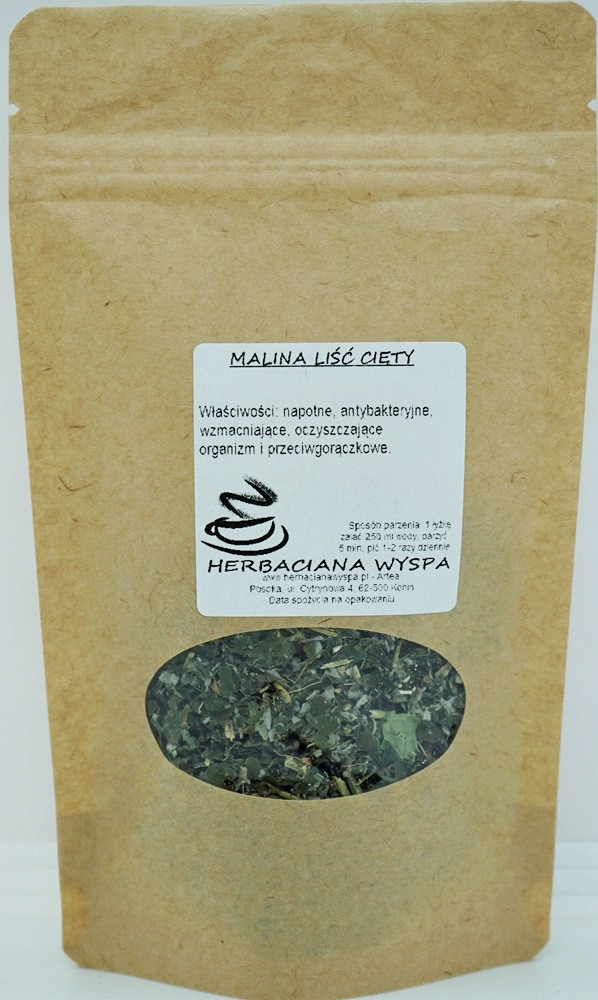 MALINA LIŚĆ CIĘTY
Właściwości: napotne, antybakteryjne,
wzmacniające, oczyszczające
organizm i przeciwgorączkowe.
Sposób parzenia: 1 łyżkę
zalać 250 ml wody, parzyć
5 min, pić 1-2 razy dziennie
HERBACIANA WYSPA
www.herbacianawyspa.pl - Artea
Posoka, ul. Cytrynowa 4, 62-500 Konin
Data spożycia na opakowaniu